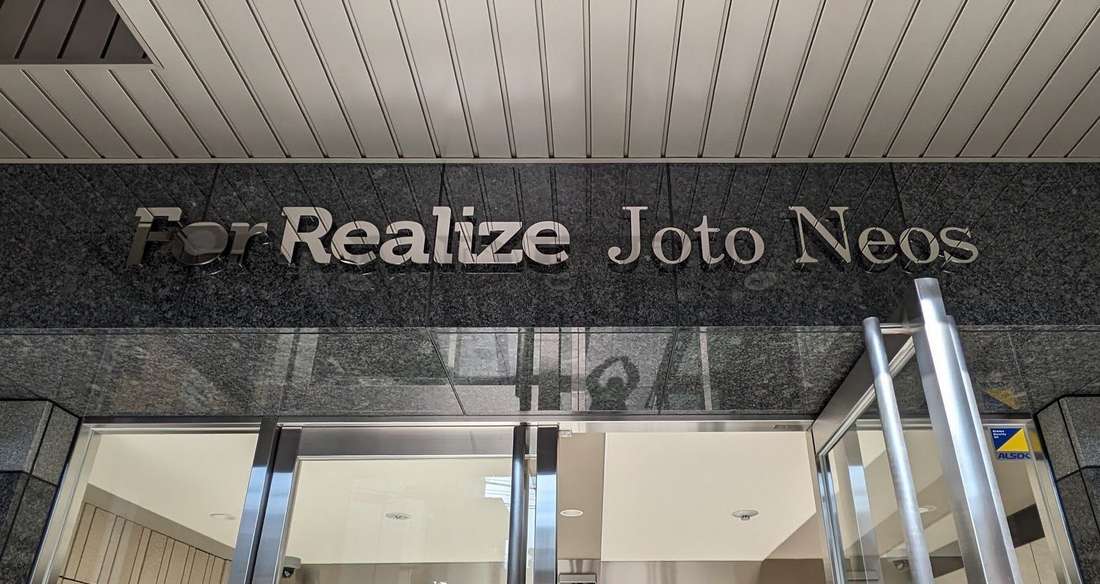 For Realize Joto Neos
ALSOK